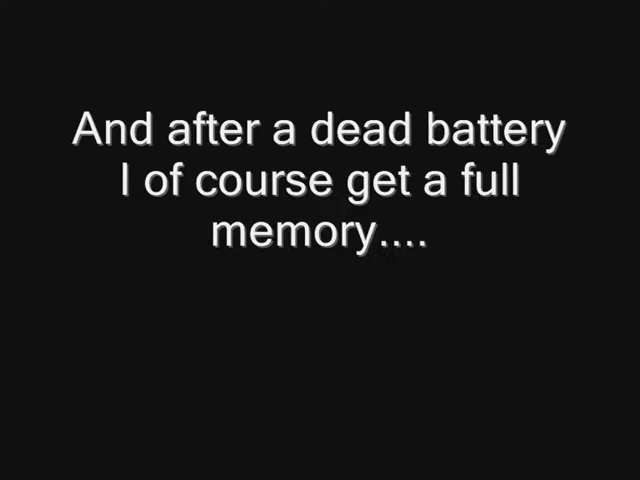 And after a dead battery
I of course get a full
memory....